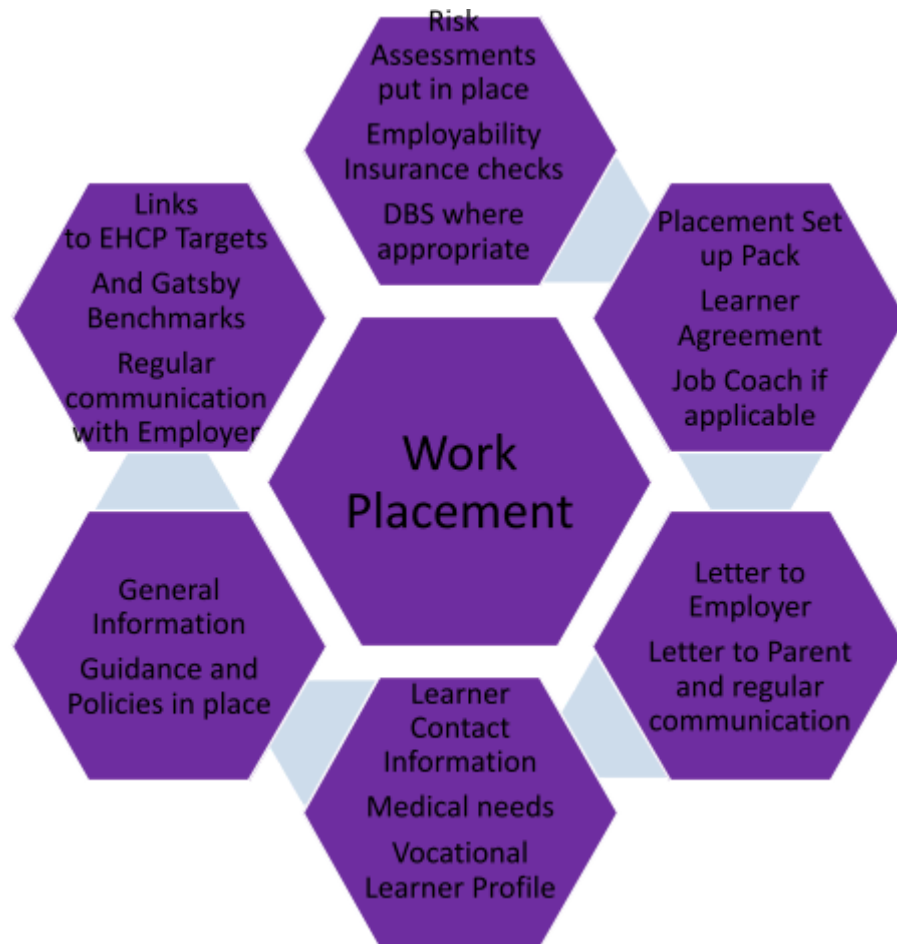 Risk
Assessments
put in place
Employability
Insurance checks
DBS where
appropriate
Placement Set
up Pack
Learner
Agreement
Job Coach if
applicable
Letter to
Employer
Letter to Parent
and regular
communication
Learner
Contact
Information
Medical needs
Vocational
Learner Profile
General
Information
Guidance and
Policies in place
Links
to EHCP Targets
And Gatsby
Benchmarks
Regular
communication
with Employer
Work
Placement